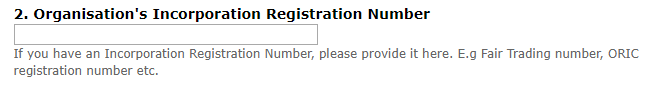 2. Organisation's Incorporation Registration Number
If you have an Incorporation Registration Number, please provide it here. E.g Fair Trading number, ORIC
registration number etc.